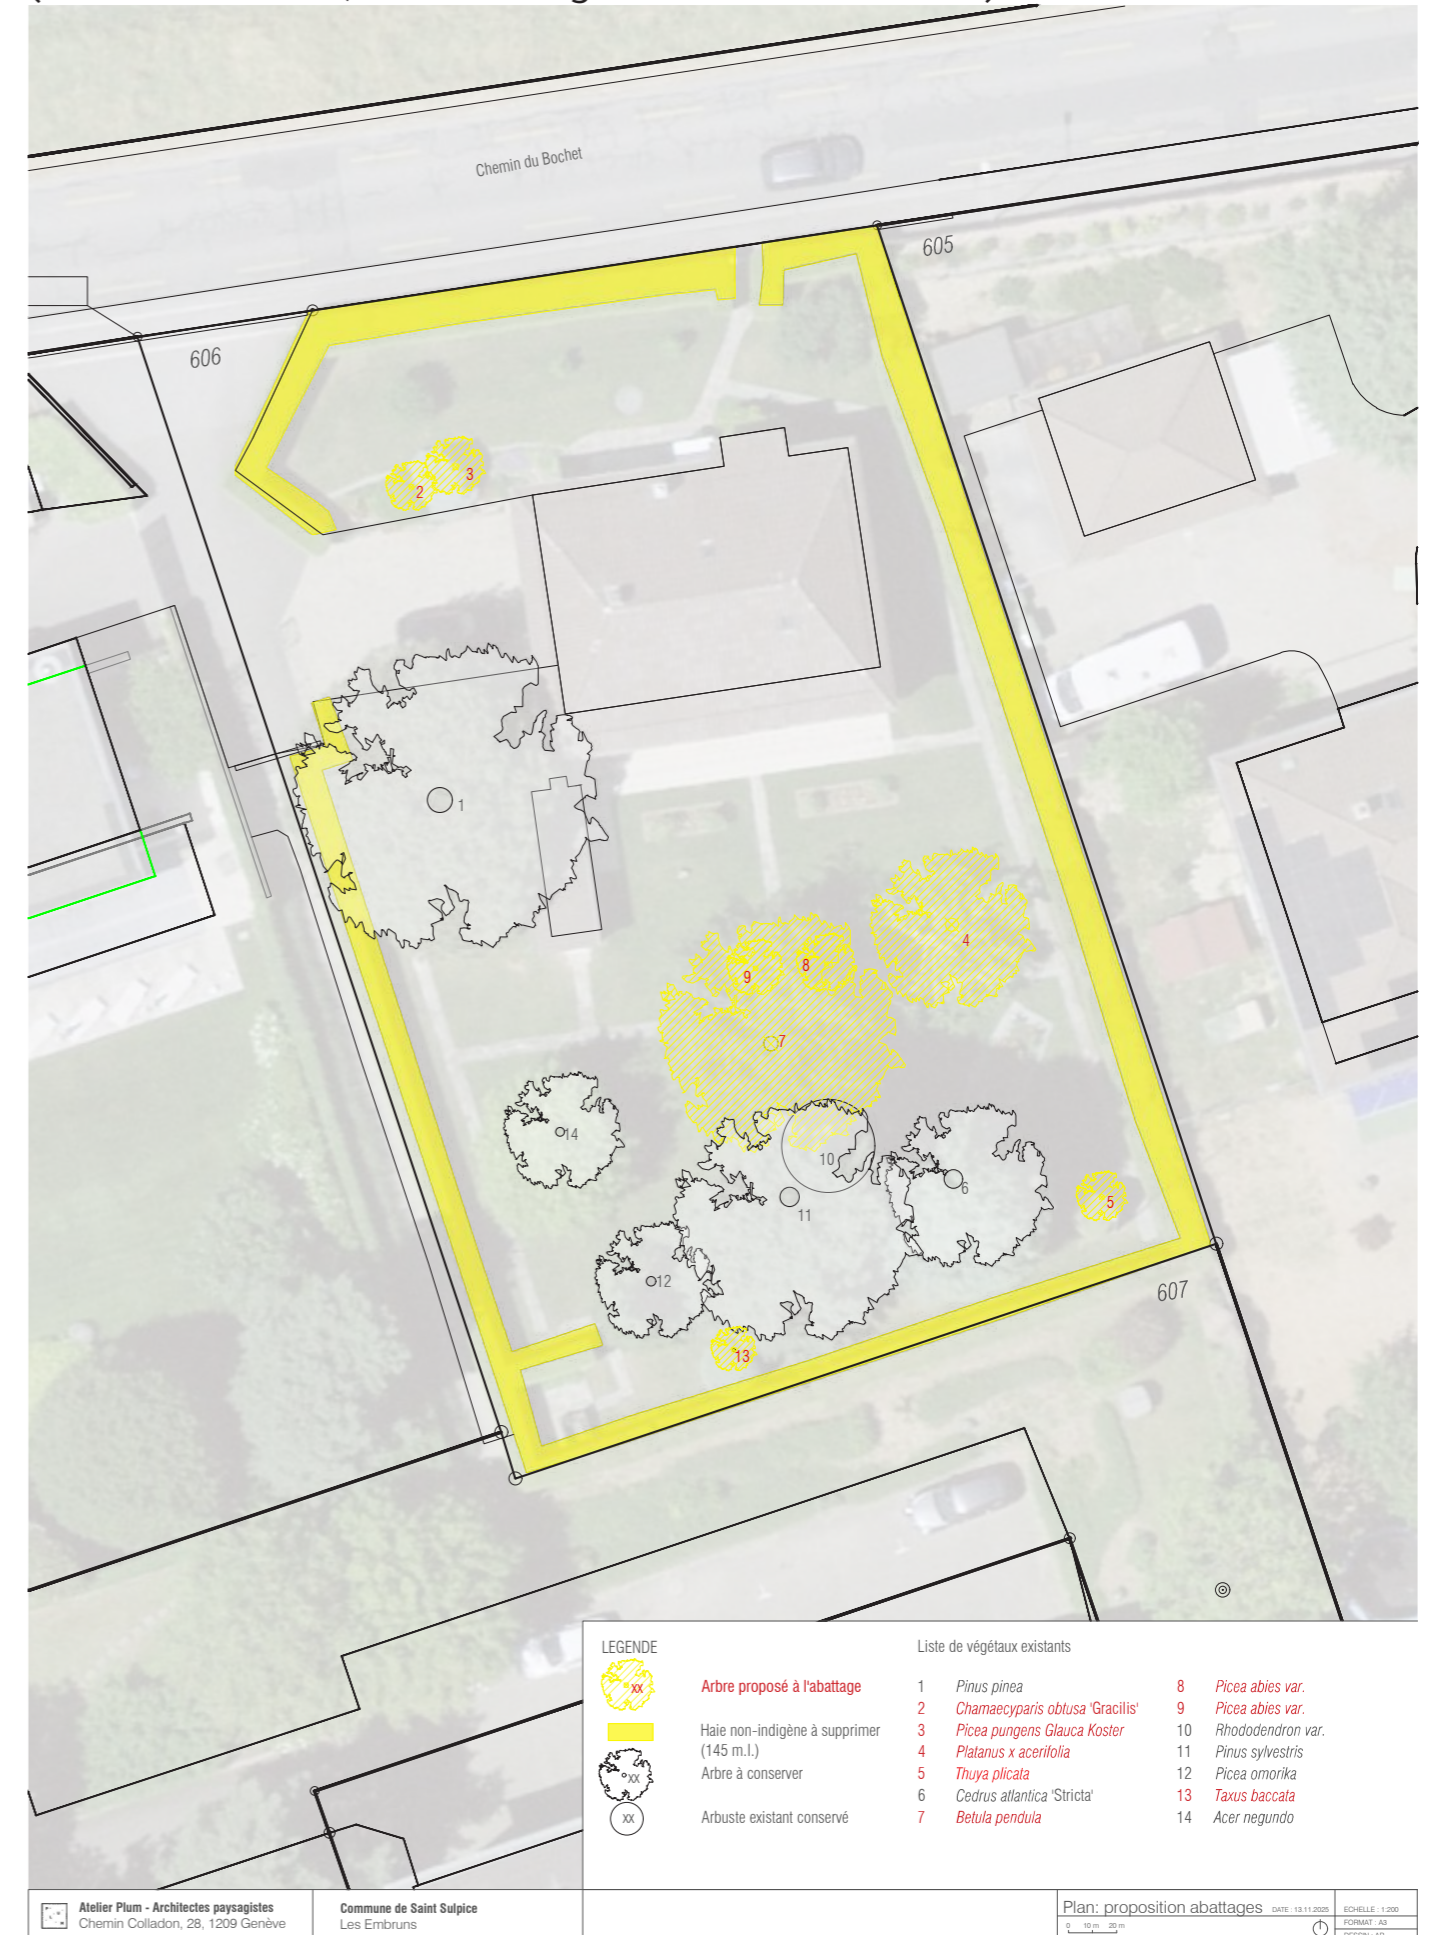 Chemin du Bochet
605
606
3
2
1
4
9
8
7
14
10
6
11
5
12
607
13
LEGENDE
xx
Arbre proposé à l'abattage
Haie non-indigène à supprimer
(145 m.l.)
xx
Arbre à conserver
xx
Arbuste existant conservé
Liste de végétaux existants
1 Pinus pinea
2 Chamaecyparis obtusa 'Gracilis'
3 Picea pungens Glauca Koster
4 Platanus x acerifolia
5 Thuya plicata
6 Cedrus atlantica 'Stricta'
7 Betula pendula
8 Picea abies var.
9 Picea abies var.
10 Rhododendron var.
11 Pinus sylvestris
12 Picea omorika
13 Taxus baccata
14 Acer negundo
Atelier Plum - Architectes paysagistes
Chemin Colladon, 28, 1209 Genève
Commune de Saint Sulpice
Les Embruns
Plan: proposition abattages
DATE : 13.11.2025
0 10 m 20 m
ECHELLE : 1:200
FORMAT : A3